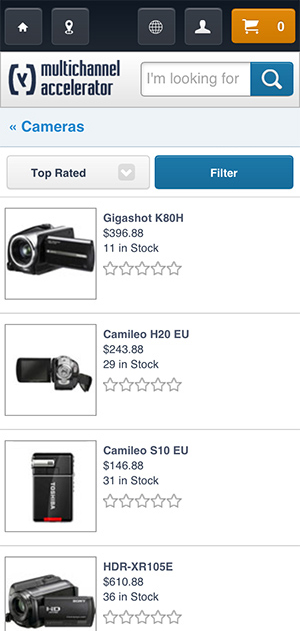 0
(y) multichannel
accelerator
I'm looking for
« Cameras
Top Rated
Filter
Gigashot K80H
$396.88
11 in Stock
Camileo H20 EU
$243.88
29 in Stock
Camileo S10 EU
$146.88
31 in Stock
TOSHIBA
HDR-XR105E
$610.88
36 in Stock
HD